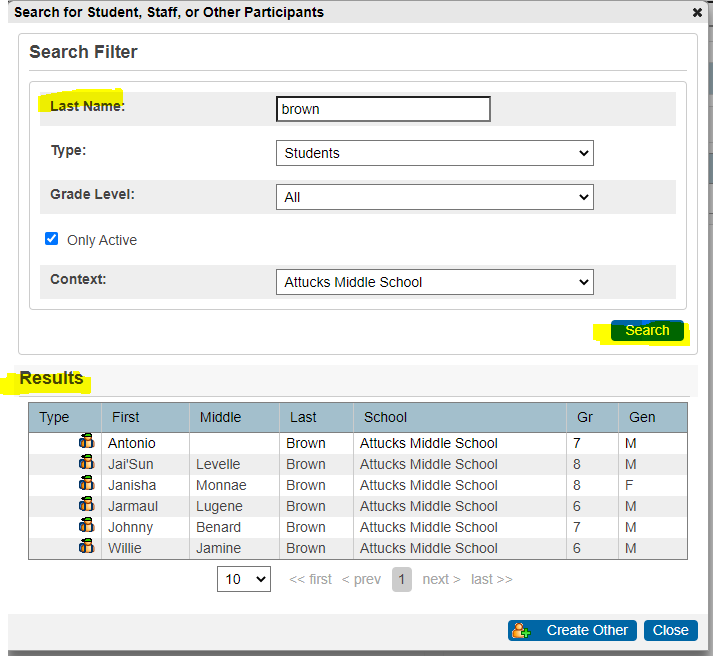 Search for Student, Staff, or Other Participants ✖
Search Filter
Last Name: brown
Type: Students
Grade Level: All
Only Active
Context: Attucks Middle School
Search
Results
Type First Middle Last School Gr Gen
Antonio Brown Attucks Middle School 7 M
Jai'Sun Levelle Brown Attucks Middle School 8 M
Janisha Monnae Brown Attucks Middle School 8 F
Jarmaul Lugene Brown Attucks Middle School 6 M
Johnny Benard Brown Attucks Middle School 7 M
Willie Jamine Brown Attucks Middle School 6 M
10 << first < prev 1 next > last >>
Create Other Close